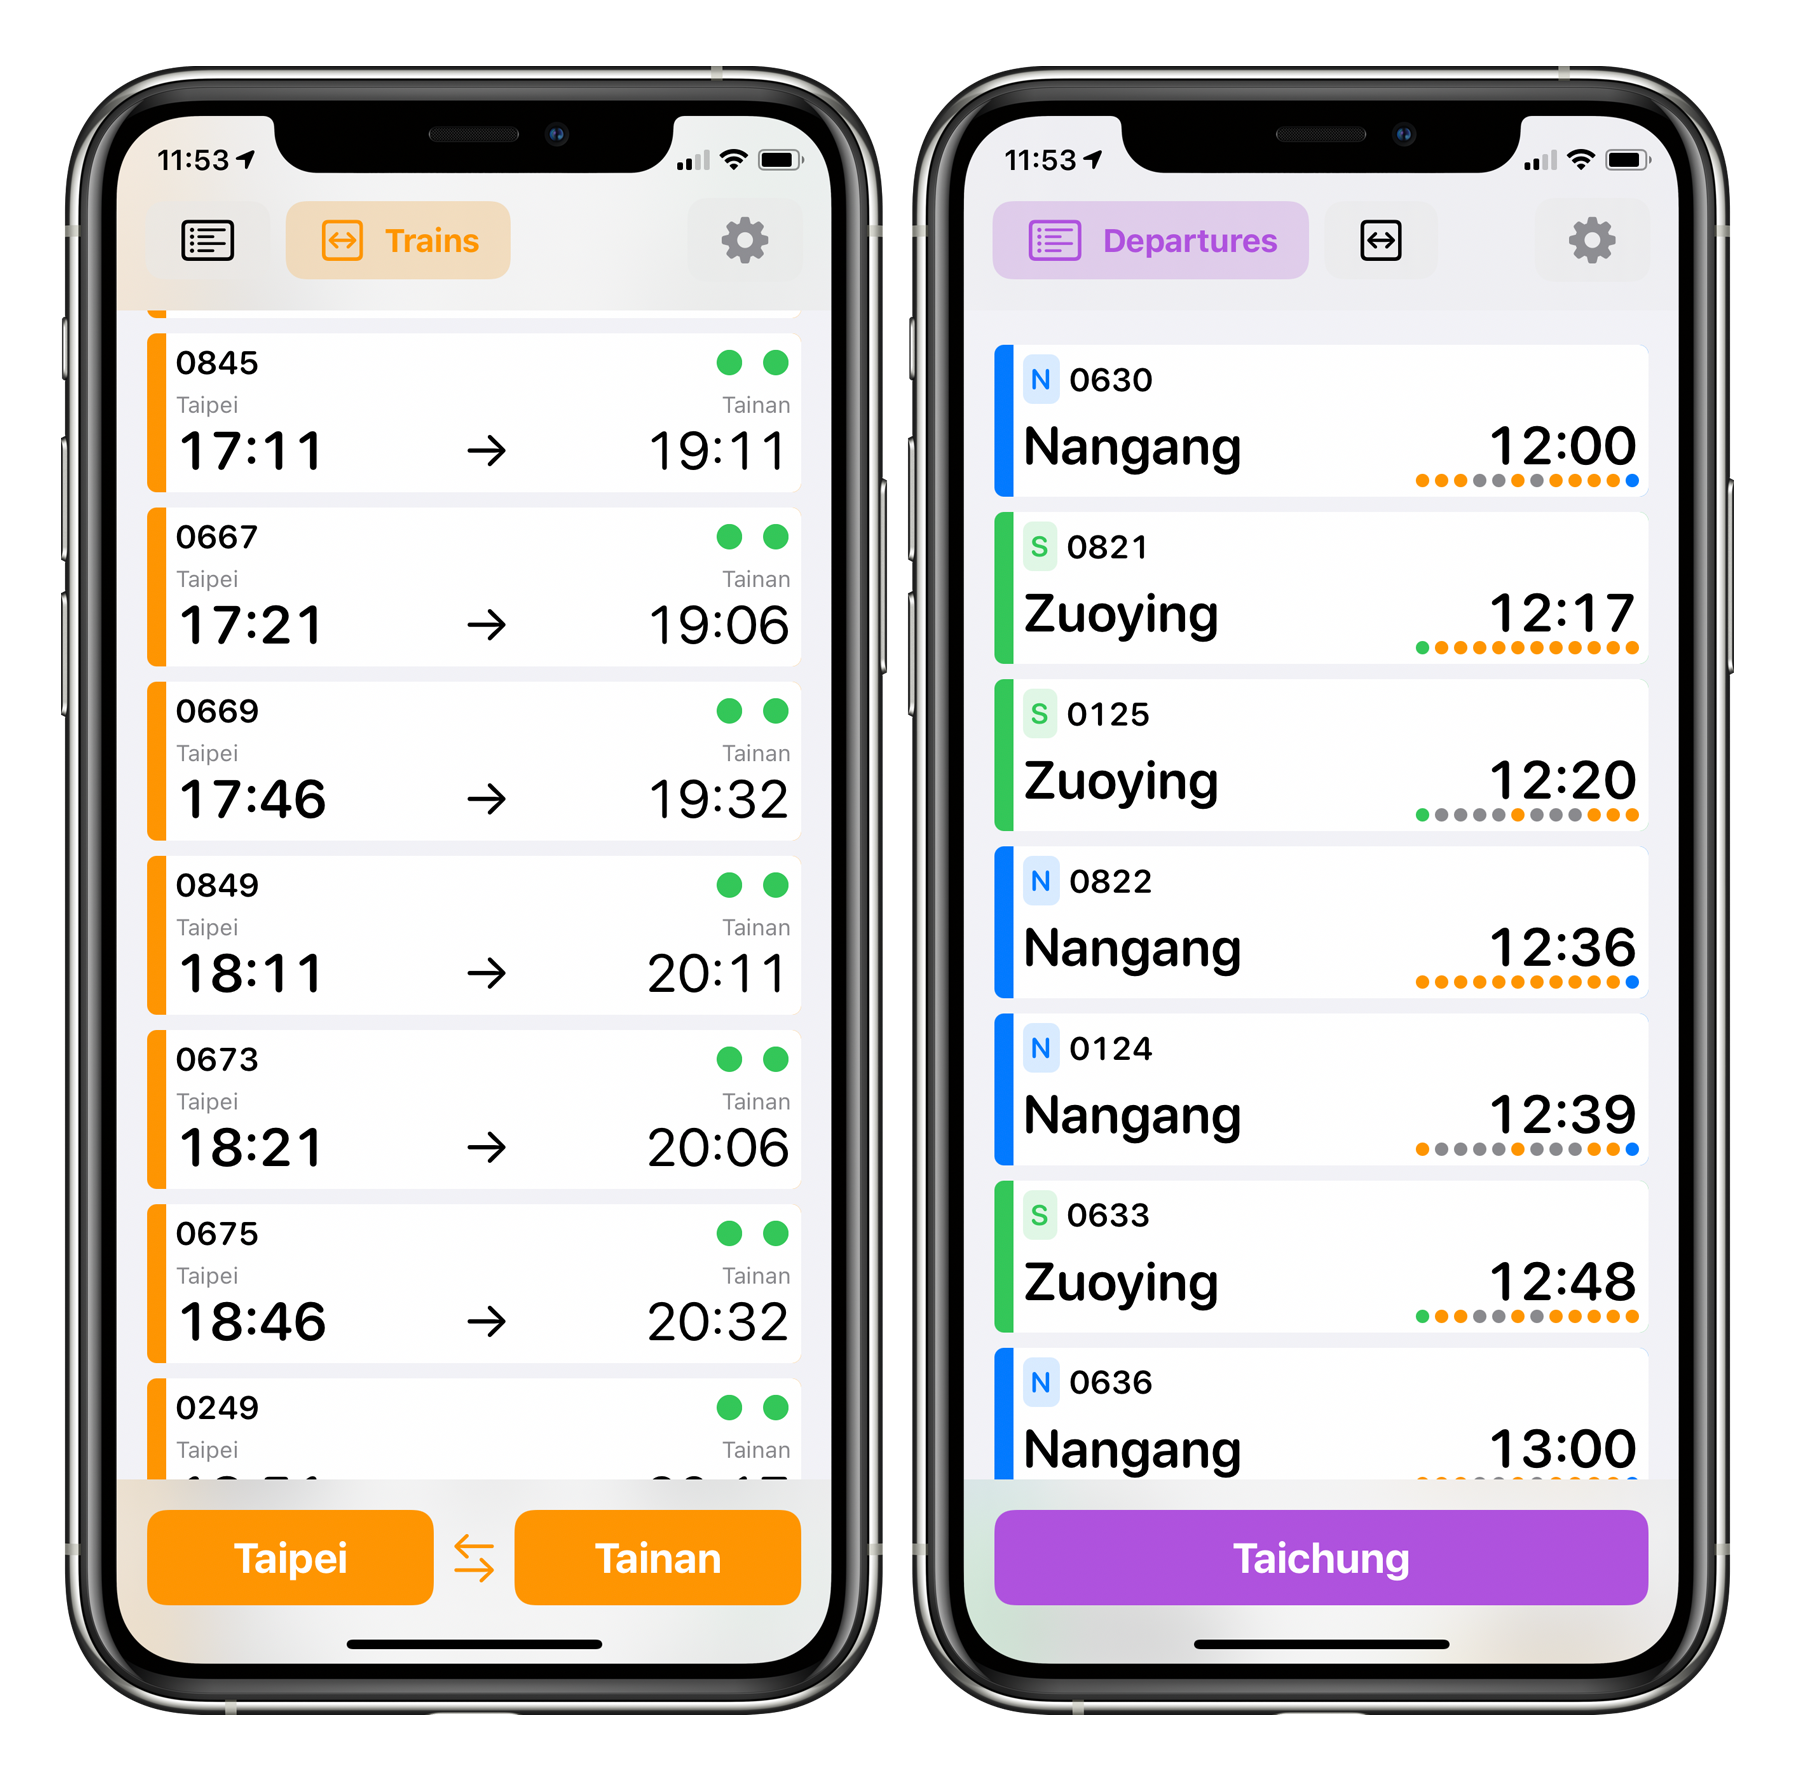 11:53
Trains
0845
Taipei Tainan
17:11 → 19:11
0667
Taipei Tainan
17:21 → 19:06
0669
Taipei Tainan
17:46 → 19:32
0849
Taipei Tainan
18:11 → 20:11
0673
Taipei Tainan
18:21 → 20:06
0675
Taipei Tainan
18:46 → 20:32
0249
Taipei Tainan
Taipei Tainan
11:53
Departures
N 0630
Nangang 12:00
S 0821
Zuoying 12:17
S 0125
Zuoying 12:20
N 0822
Nangang 12:36
N 0124
Nangang 12:39
S 0633
Zuoying 12:48
N 0636
Nangang 13:00
Taichung